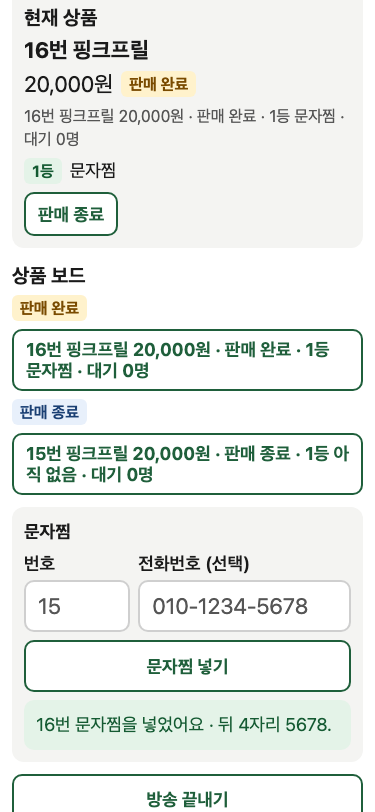 현재 상품
16번 핑크프릴
20,000원 판매 완료
16번 핑크프릴 20,000원 · 판매 완료 · 1등 문자찜 ·
대기 0명
1등 문자찜
판매 종료
상품 보드
판매 완료
16번 핑크프릴 20,000원 · 판매 완료 · 1등
문자찜 · 대기 0명
판매 종료
15번 핑크프릴 20,000원 · 판매 종료 · 1등 아
직 없음 · 대기 0명
문자찜
번호 전화번호 (선택)
15 010-1234-5678
문자찜 넣기
16번 문자찜을 넣었어요 · 뒤 4자리 5678.
방송 끝내기